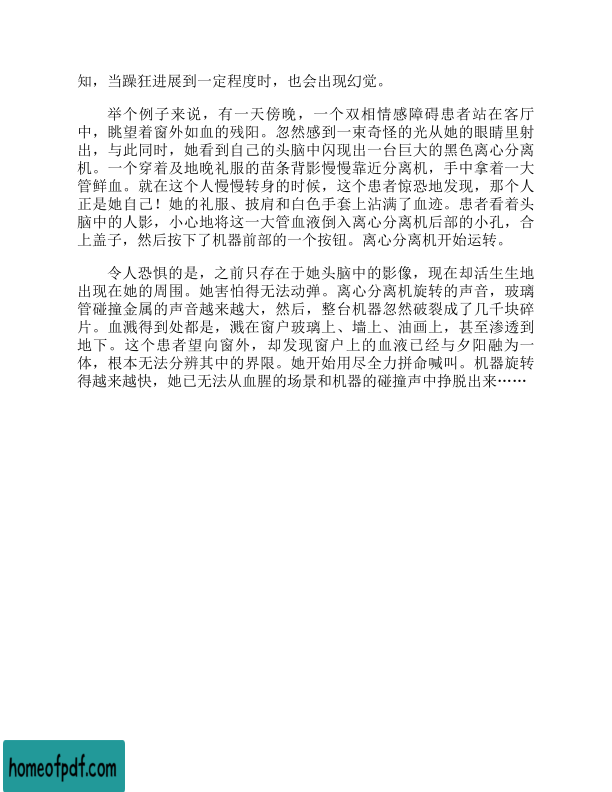 知，当躁狂进展到一定程度时，也会出现幻觉。
举个例子来说，有一天傍晚，一个双相情感障碍患者站在客厅
中，眺望着窗外如血的残阳。忽然感到一束奇怪的光从她的眼睛里射
出，与此同时，她看到自己的头脑中闪现出一台巨大的黑色离心分离
机。一个穿着及地晚礼服的苗条背影慢慢靠近分离机，手中拿着一大
管鲜血。就在这个人慢慢转身的时候，这个患者惊恐地发现，那个人
正是她自己！她的礼服、披肩和白色手套上沾满了血迹。患者看着头
脑中的人影，小心地将这一大管血液倒入离心分离机后部的小孔，合
上盖子，然后按下了机器前部的一个按钮。离心分离机开始运转。
令人恐惧的是，之前只存在于她头脑中的影像，现在却活生生地
出现在她的周围。她害怕得无法动弹。离心分离机旋转的声音，玻璃
管碰撞金属的声音越来越大，然后，整台机器忽然破裂成了几千块碎
片。血溅得到处都是，溅在窗户玻璃上、墙上、油画上，甚至渗透到
地下。这个患者望向窗外，却发现窗户上的血液已经与夕阳融为一
体，根本无法分辨其中的界限。她开始用尽全力拼命喊叫。机器旋转
得越来越快，她已无法从血腥的场景和机器的碰撞声中挣脱出来……
homeofpdf.com